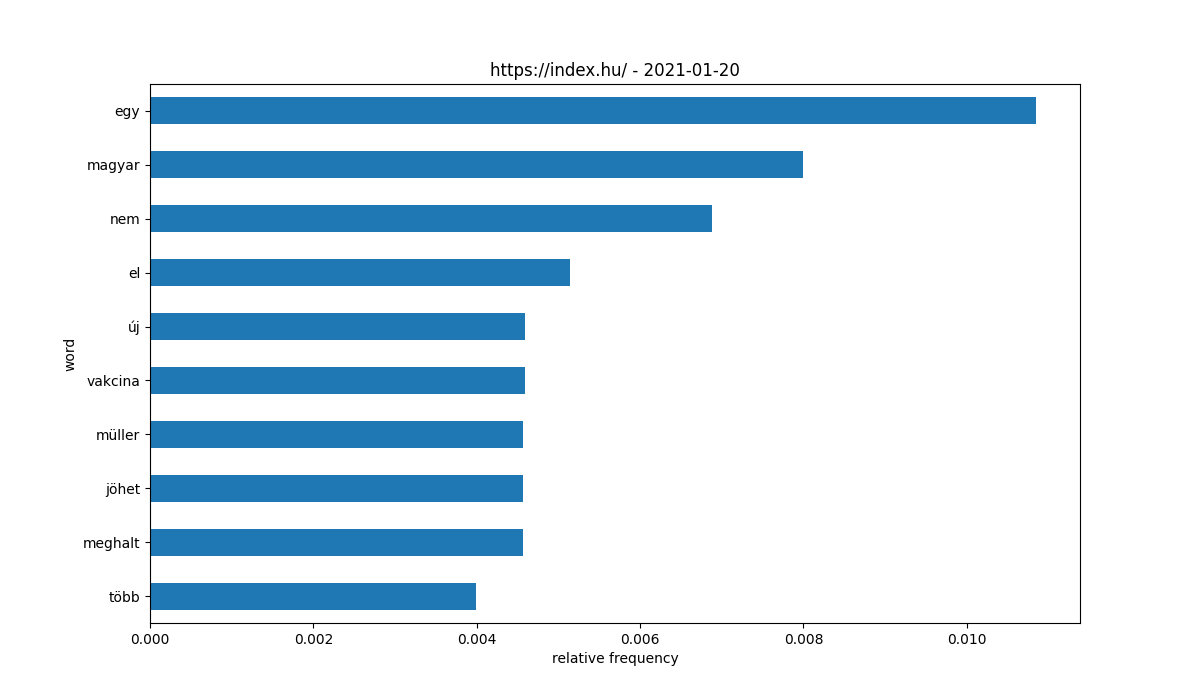 https://index.hu/ - 2021-01-20
word
egy
magyar
nem
el
új
vakcina
müller
jöhet
meghalt
több
0.000 0.002 0.004 0.006 0.008 0.010
relative frequency